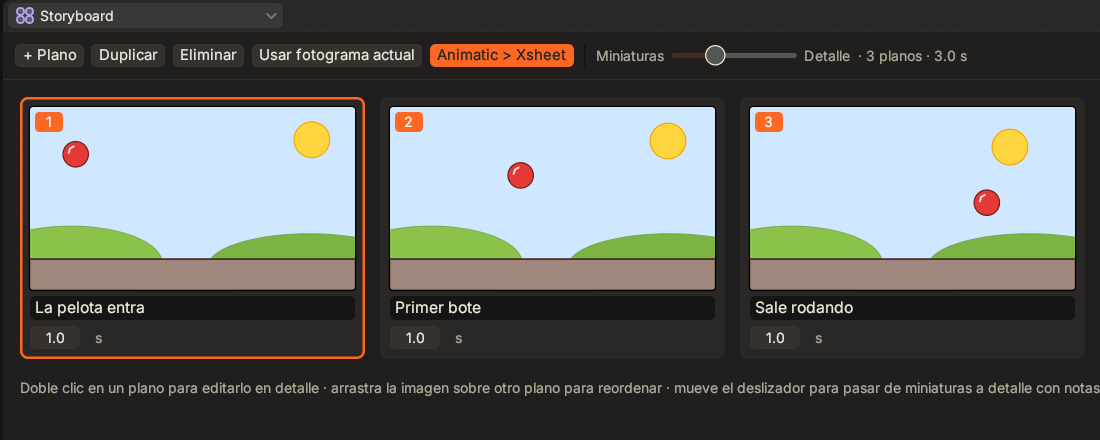 Storyboard
+ Plano Duplicar Eliminar Usar fotograma actual Animatic > Xsheet Miniaturas Detalle · 3 planos · 3.0 s
1 2 3
La pelota entra Primer bote Sale rodando
1.0 s 1.0 s 1.0 s
Doble clic en un plano para editarlo en detalle · arrastra la imagen sobre otro plano para reordenar · mueve el deslizador para pasar de miniaturas a detalle con notas